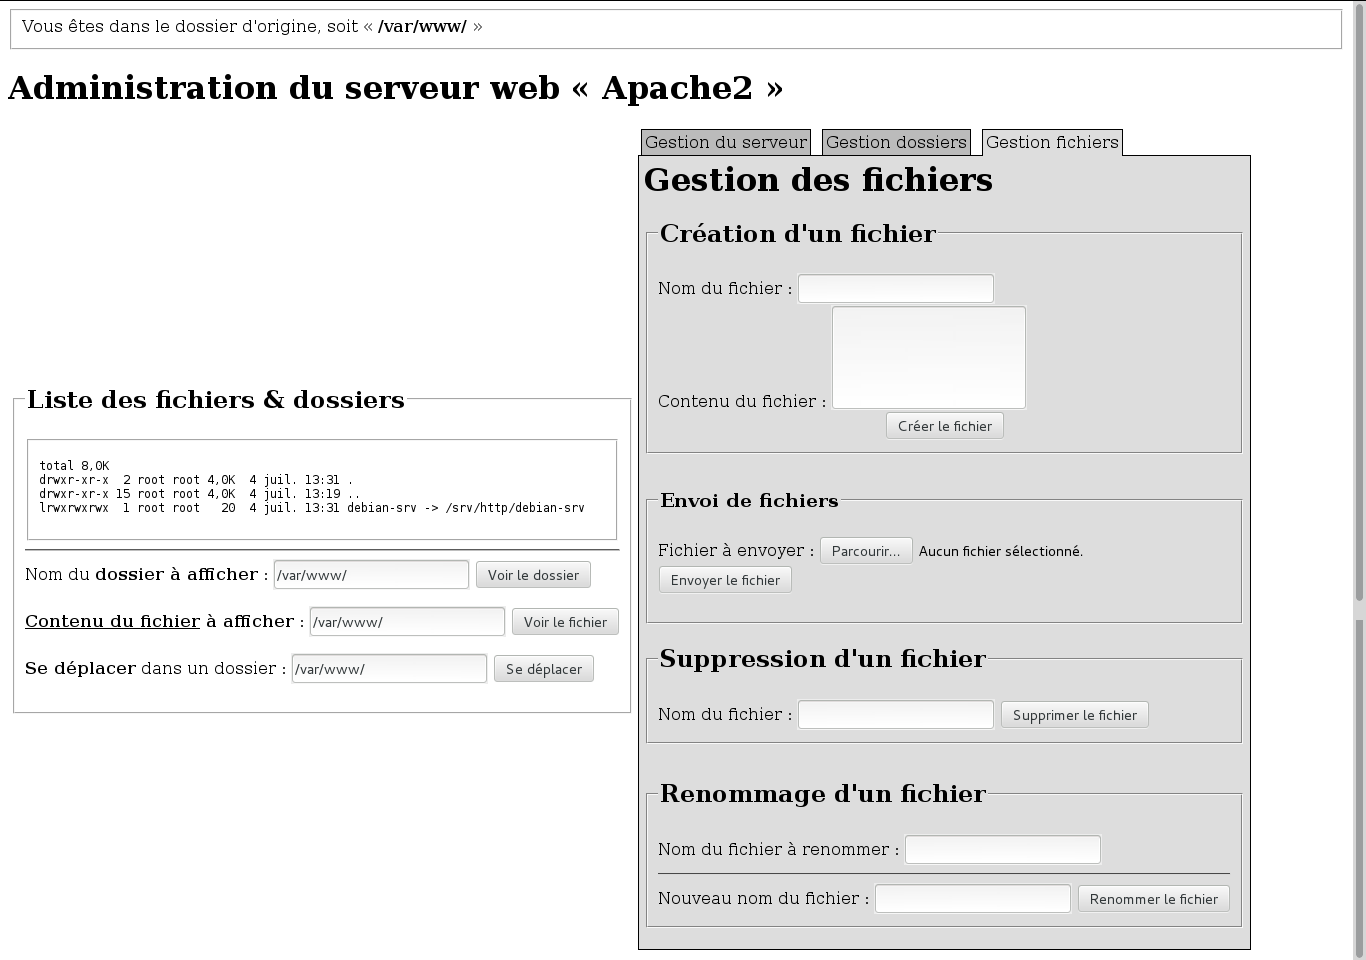 Vous êtes dans le dossier d'origine, soit « /var/www/ »
Administration du serveur web « Apache2 »
Gestion du serveur
Gestion dossiers
Gestion fichiers
Gestion des fichiers
Création d'un fichier
Nom du fichier :
Contenu du fichier :
Créer le fichier
Liste des fichiers & dossiers
total 8,0K
drwxr-xr-x  2 root root 4,0K  4 juil. 13:31 .
drwxr-xr-x 15 root root 4,0K  4 juil. 13:19 ..
lrwxrwxrwx  1 root root   20  4 juil. 13:31 debian-srv -> /srv/http/debian-srv
Nom du dossier à afficher : /var/www/ Voir le dossier
Contenu du fichier à afficher : /var/www/ Voir le fichier
Se déplacer dans un dossier : /var/www/ Se déplacer
Envoi de fichiers
Fichier à envoyer : Parcourir... Aucun fichier sélectionné.
Envoyer le fichier
Suppression d'un fichier
Nom du fichier : Supprimer le fichier
Renommage d'un fichier
Nom du fichier à renommer :
Nouveau nom du fichier : Renommer le fichier